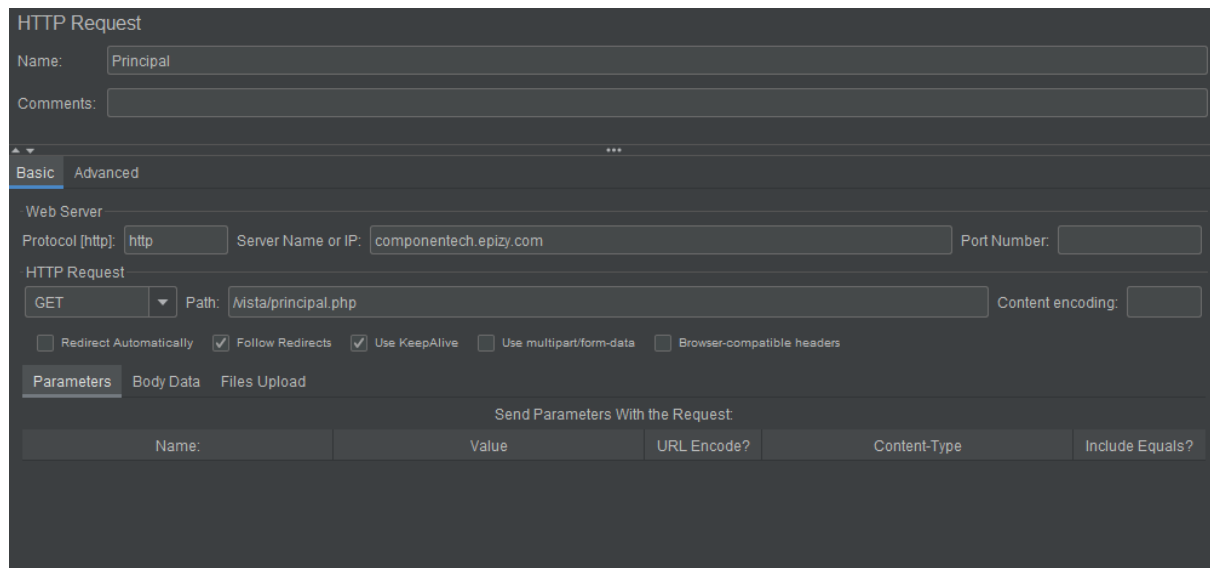 HTTP Request
Name: Principal
Comments:
Basic Advanced
Web Server
Protocol [http]: http Server Name or IP: componentech.epizy.com Port Number:
HTTP Request
GET Path: /vista/principal.php Content encoding:
Redirect Automatically Follow Redirects Use KeepAlive Use multipart/form-data Browser-compatible headers
Parameters Body Data Files Upload
Send Parameters With the Request:
Name: Value URL Encode? Content-Type Include Equals?